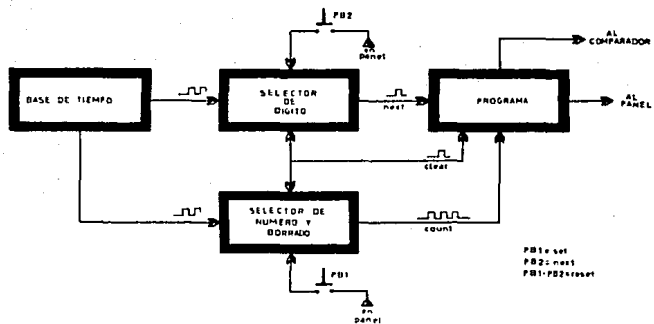 PB2
en
panel
AL
COMPARADOR
BASE DE TIEMPO
SELECTOR
DE
DIGITO
next
PROGRAMA
AL
PANEL
clear
SELECTOR DE
NUMERO Y
BORRADO
count
PB1
en
panel
PB1= set
PB2= next
PB1-PB2=reset